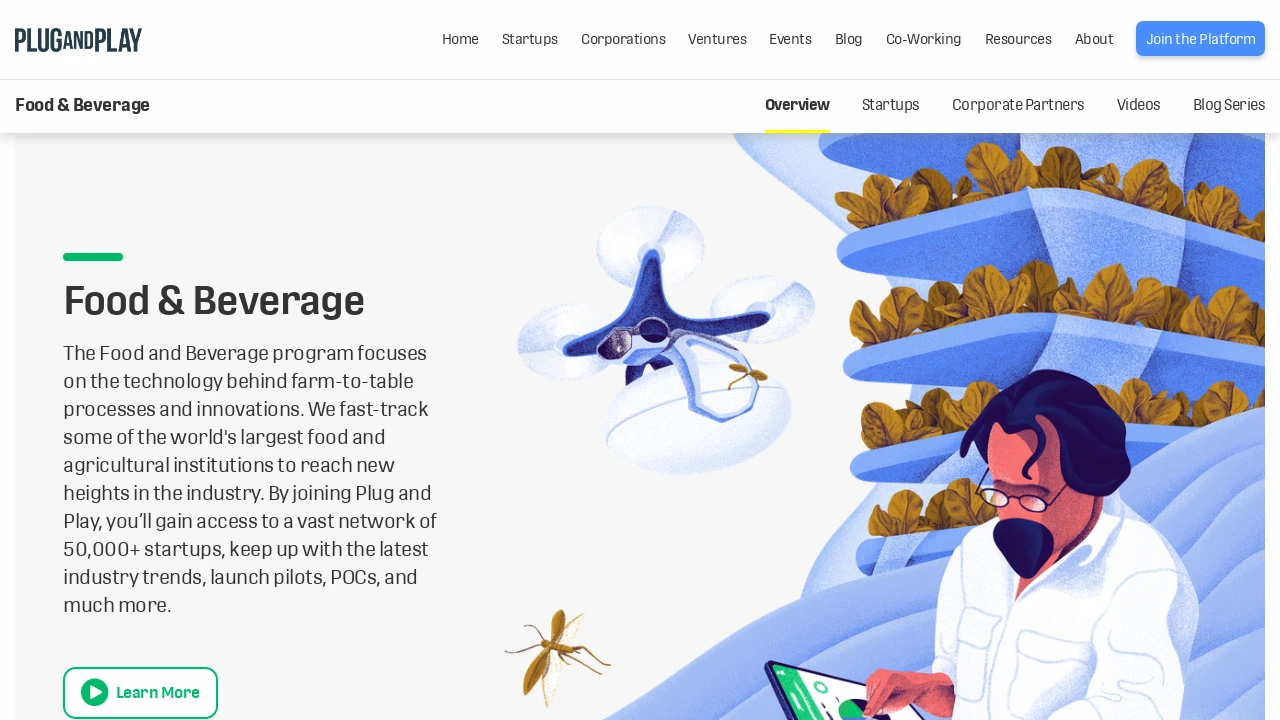 PLUGANDPLAY
Home Startups Corporations Ventures Events Blog Co-Working Resources About Join the Platform
Food & Beverage
Overview Startups Corporate Partners Videos Blog Series
Food & Beverage
The Food and Beverage program focuses
on the technology behind farm-to-table
processes and innovations. We fast-track
some of the world's largest food and
agricultural institutions to reach new
heights in the industry. By joining Plug and
Play, you’ll gain access to a vast network of
50,000+ startups, keep up with the latest
industry trends, launch pilots, POCs, and
much more.
Learn More